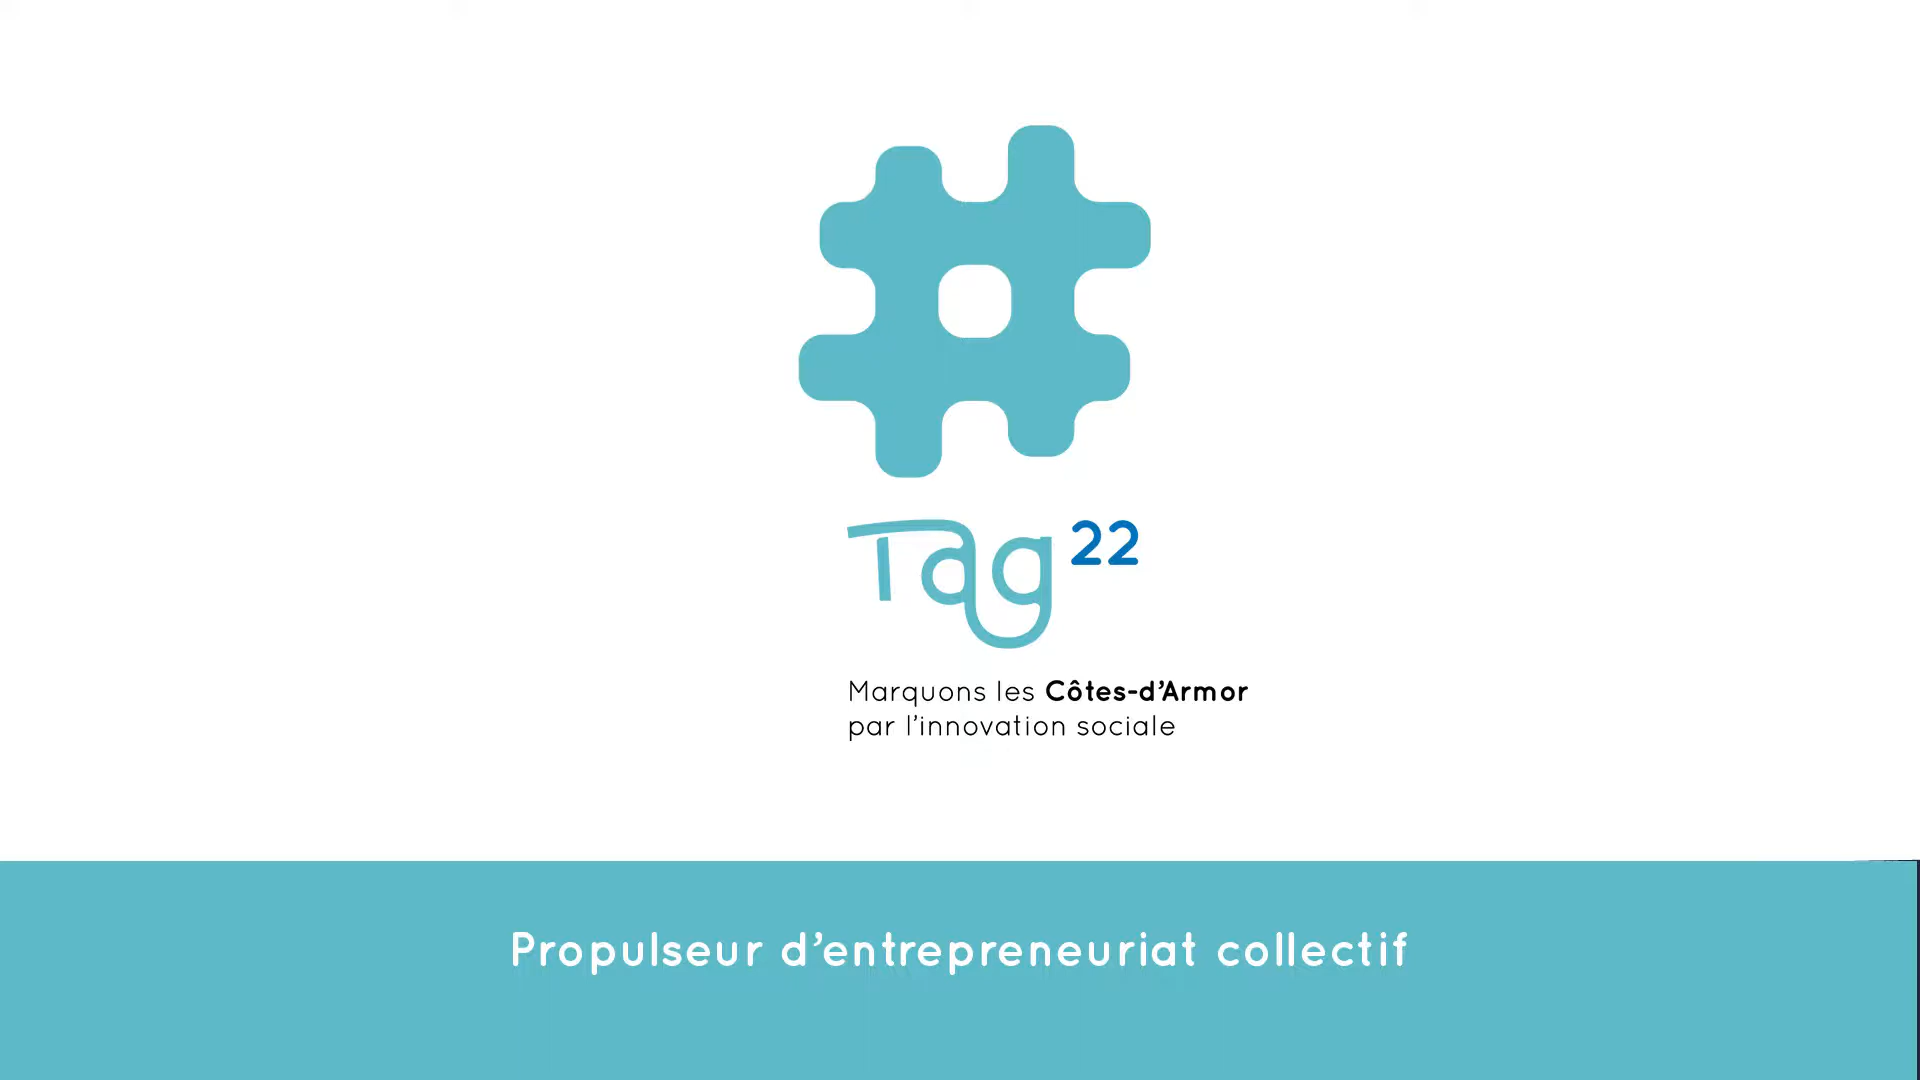 Tag 22
Marquons les Côtes-d’Armor
par l’innovation sociale
Propulseur d’entrepreneuriat collectif